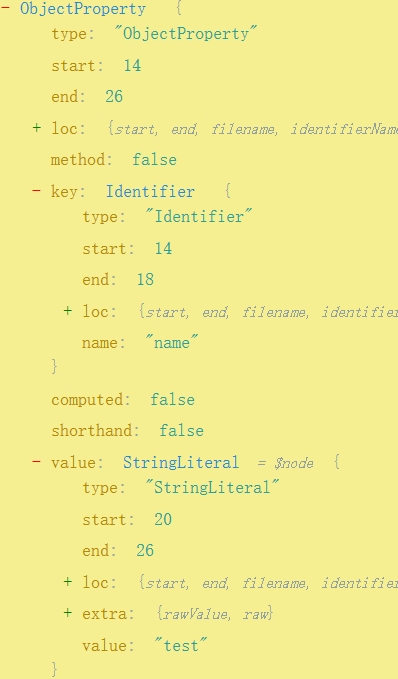 - ObjectProperty {
type: "ObjectProperty"
start: 14
end: 26
+ loc: {start, end, filename, identifierName
method: false
- key: Identifier {
type: "Identifier"
start: 14
end: 18
+ loc: {start, end, filename, identifier
name: "name"
}
computed: false
shorthand: false
- value: StringLiteral = $node {
type: "StringLiteral"
start: 20
end: 26
+ loc: {start, end, filename, identifier
+ extra: {rawValue, raw}
value: "test"
}